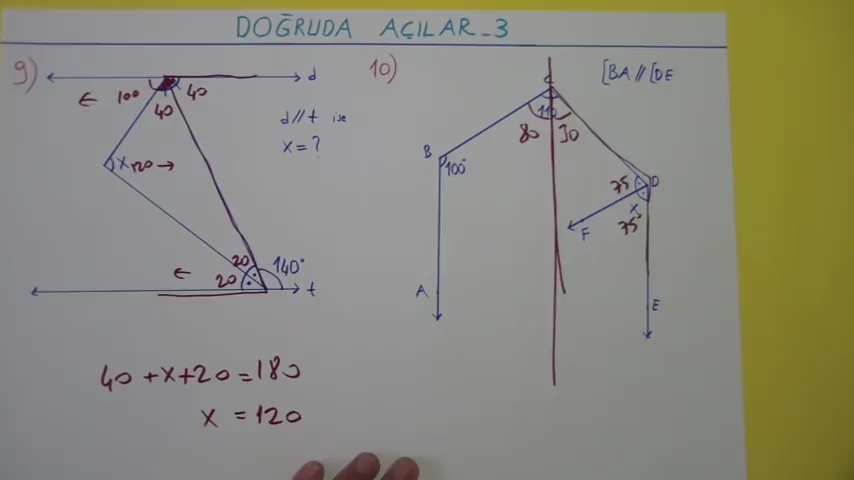 DOĞRUDA AÇILAR_3
9)
d
100
40
40
d//t ise
x=?
x 120
20
20
140°
t
40+x+20=180
x=120
10)
[BA//[DE
C
110
80
30
B
100°
75
D
x
F
75°
A
E